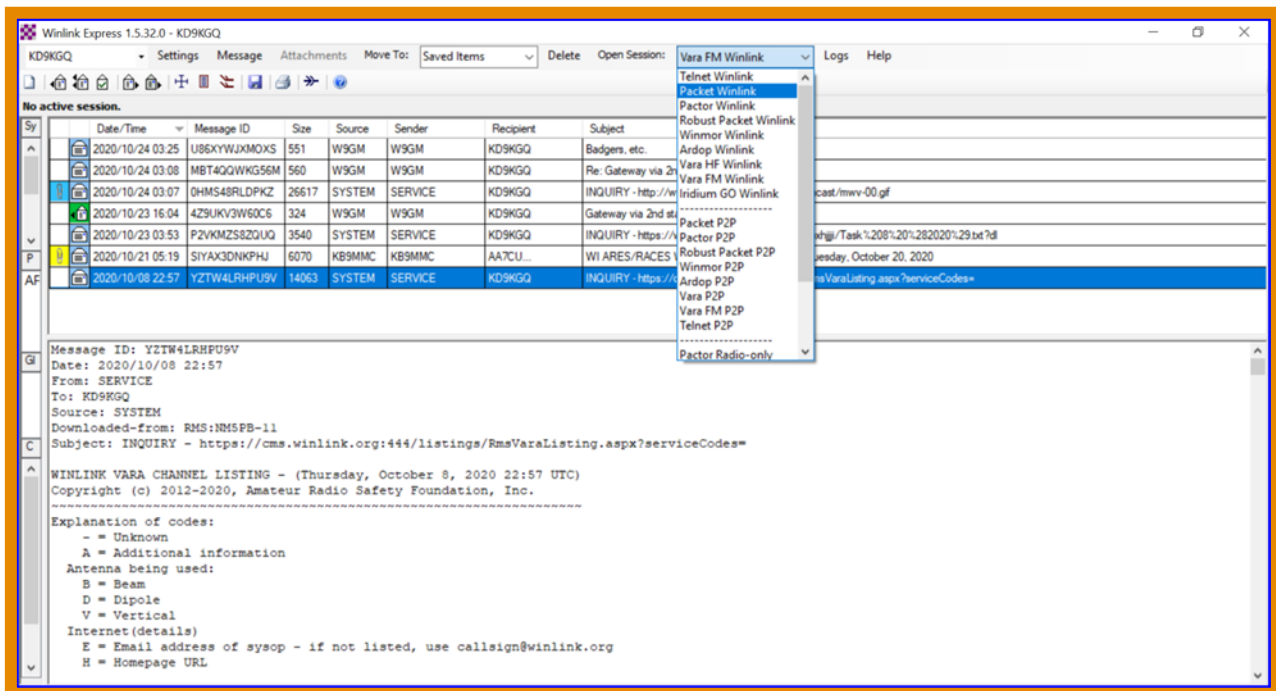 Winlink Express 1.5.32.0 - KD9KGQ
KD9KGQ Settings Message Attachments Move To: Saved Items Delete Open Session: Vara FM Winlink Logs Help
No active session.
Sy
P
AF
GI
C
Date/Time Message ID Size Source Sender Recipient Subject
2020/10/24 03:25 U86XYWJXMOXS 551 W9GM W9GM KD9KGQ Badgers, etc.
2020/10/24 03:08 MBT4QQWKG56M 560 W9GM W9GM KD9KGQ Re: Gateway via 2n
2020/10/24 03:07 0HMS48RLDPKZ 26617 SYSTEM SERVICE KD9KGQ INQUIRY - http://w cast/mwv-00.gif
2020/10/23 16:04 4Z9UKV3W60C6 324 W9GM W9GM KD9KGQ Gateway via 2nd sta
2020/10/23 03:53 P2VKMZS8ZQUQ 3540 SYSTEM SERVICE KD9KGQ INQUIRY - https:// xhjji/Task%208%20%282020%29.txt?dl
2020/10/21 05:19 SIYAX3DNKPHJ 6070 KB9MMC KB9MMC AA7CU... WI ARES/RACES uesday, October 20, 2020
2020/10/08 22:57 YZTW4LRHPU9V 14063 SYSTEM SERVICE KD9KGQ INQUIRY - https:// msVaraListing.aspx?serviceCodes=
Telnet Winlink
Packet Winlink
Pactor Winlink
Robust Packet Winlink
Winmor Winlink
Ardop Winlink
Vara HF Winlink
Vara FM Winlink
Iridium GO Winlink
-------------------
Packet P2P
Pactor P2P
Robust Packet P2P
Winmor P2P
Ardop P2P
Vara P2P
Vara FM P2P
Telnet P2P
-------------------
Pactor Radio-only
Message ID: YZTW4LRHPU9V
Date: 2020/10/08 22:57
From: SERVICE
To: KD9KGQ
Source: SYSTEM
Downloaded-from: RMS:NM5PB-11
Subject: INQUIRY - https://cms.winlink.org:444/listings/RmsVaraListing.aspx?serviceCodes=
WINLINK VARA CHANNEL LISTING - (Thursday, October 8, 2020 22:57 UTC)
Copyright (c) 2012-2020, Amateur Radio Safety Foundation, Inc.
~~~~~~~~~~~~~~~~~~~~~~~~~~~~~~~~~~~~~~~~~~~~~~~~~~~~~~~~~~~~~~~~~~~~
Explanation of codes:
- = Unknown
A = Additional information
Antenna being used:
B = Beam
D = Dipole
V = Vertical
Internet(details)
E = Email address of sysop - if not listed, use callsign@winlink.org
H = Homepage URL